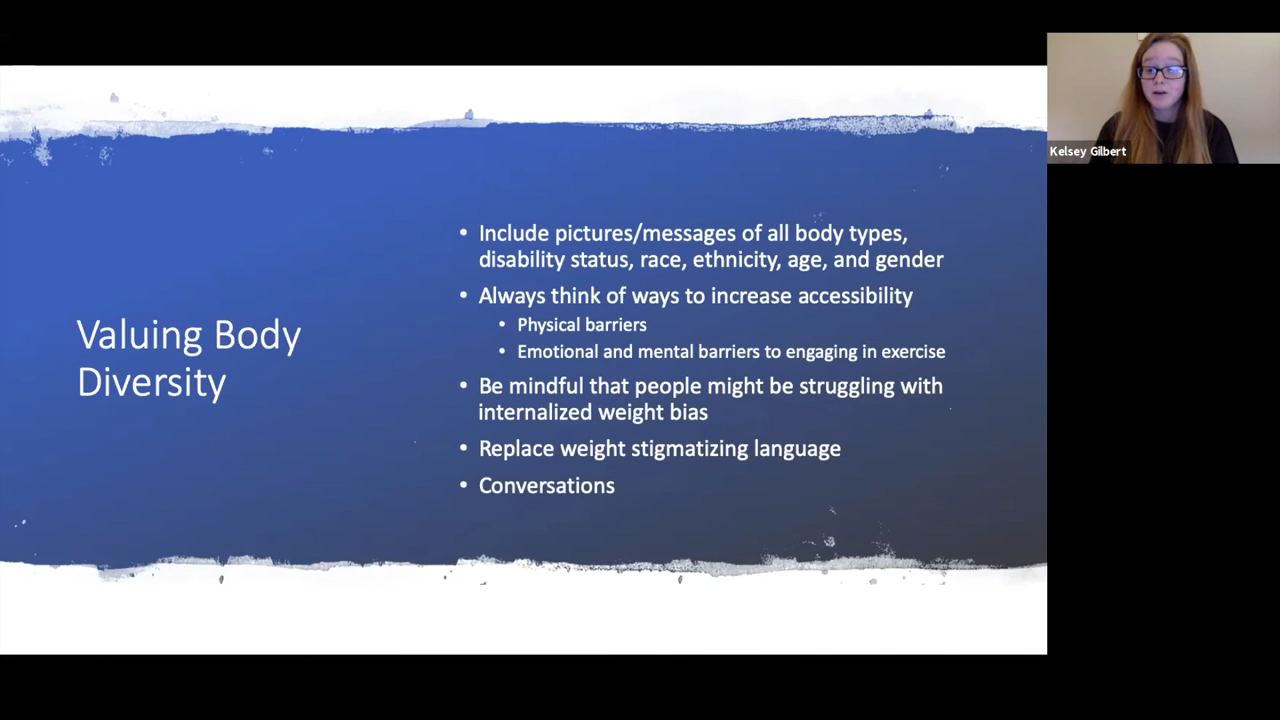 Valuing Body
Diversity
• Include pictures/messages of all body types,
disability status, race, ethnicity, age, and gender
• Always think of ways to increase accessibility
• Physical barriers
• Emotional and mental barriers to engaging in exercise
• Be mindful that people might be struggling with
internalized weight bias
• Replace weight stigmatizing language
• Conversations
Kelsey Gilbert